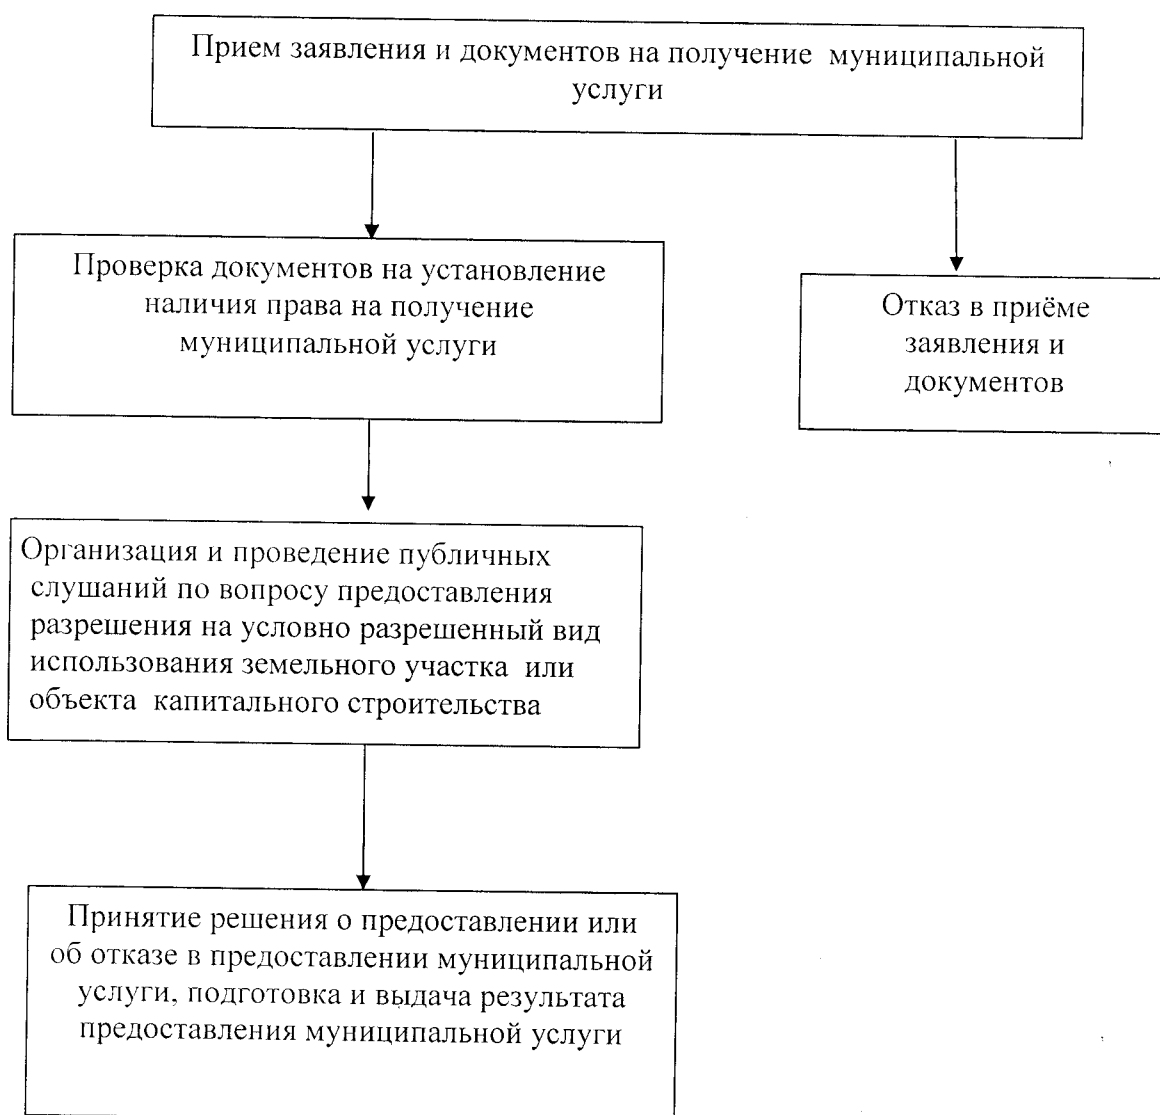 Прием заявления и документов на получение муниципальной
услуги
Проверка документов на установление
наличия права на получение
муниципальной услуги
Отказ в приёме
заявления и
документов
Организация и проведение публичных
слушаний по вопросу предоставления
разрешения на условно разрешенный вид
использования земельного участка или
объекта капитального строительства
Принятие решения о предоставлении или
об отказе в предоставлении муниципальной
услуги, подготовка и выдача результата
предоставления муниципальной услуги